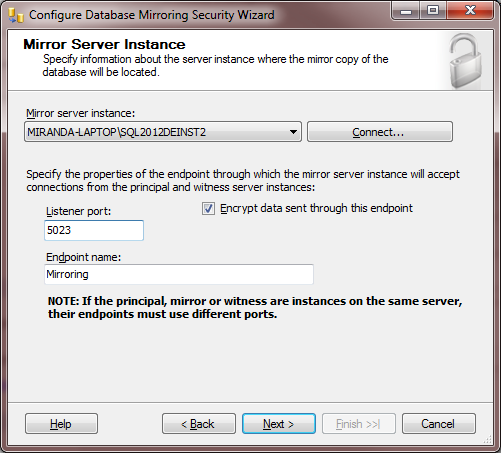 Configure Database Mirroring Security Wizard
Mirror Server Instance
Specify information about the server instance where the mirror copy of the
database will be located.
Mirror server instance:
MIRANDA-LAPTOP\SQL2012DEINST2
Connect...
Specify the properties of the endpoint through which the mirror server instance will accept
connections from the principal and witness server instances:
Listener port:
Encrypt data sent through this endpoint
5023
Endpoint name:
Mirroring
NOTE: If the principal, mirror or witness are instances on the same server,
their endpoints must use different ports.
Help
< Back
Next >
Finish >>|
Cancel